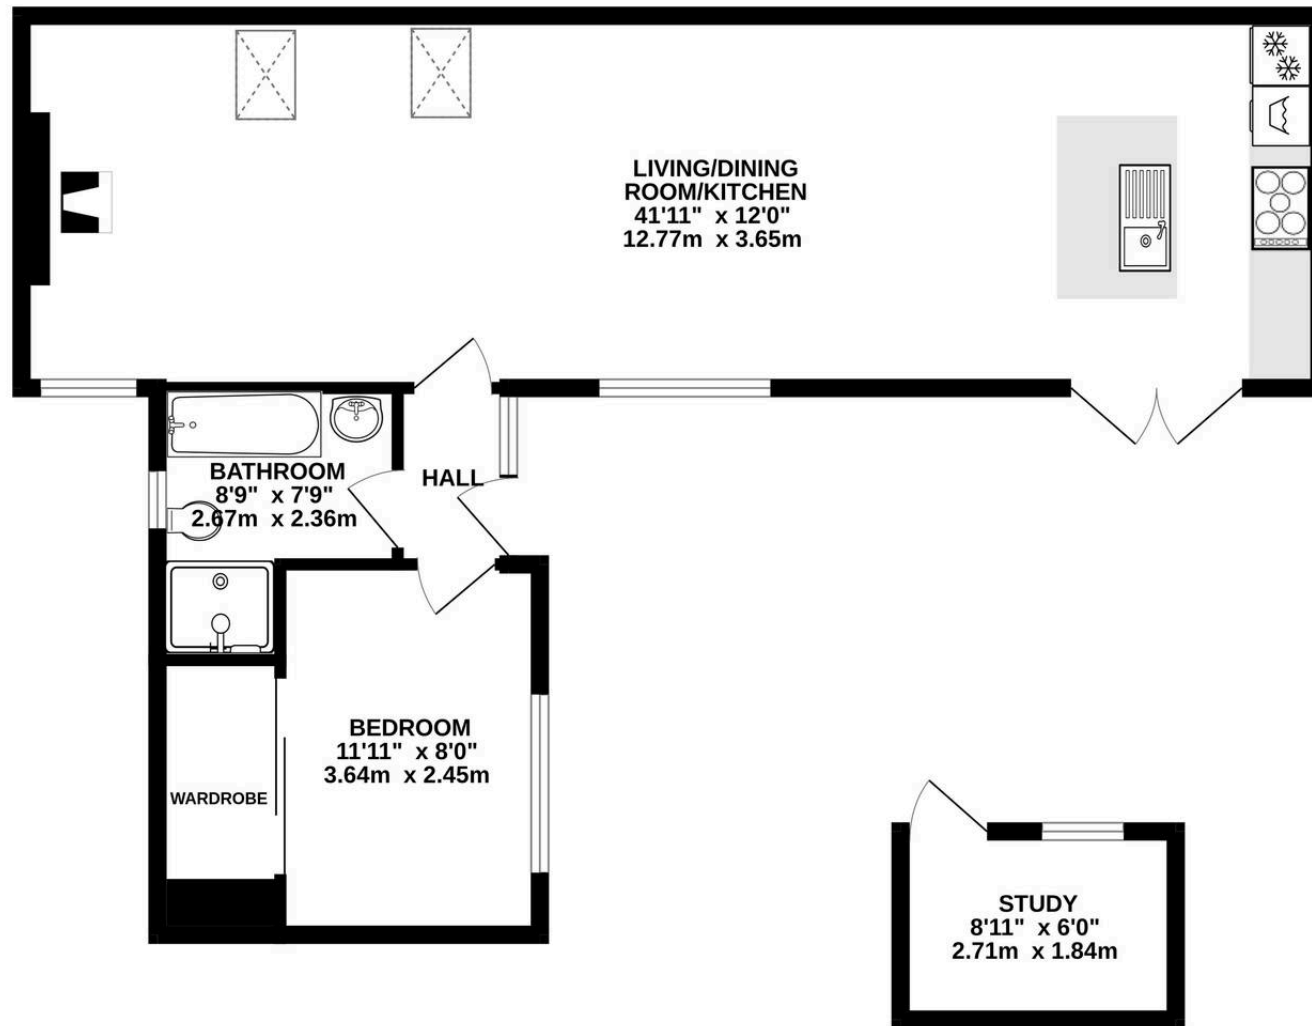 LIVING/DINING
ROOM/KITCHEN
41'11" x 12'0"
12.77m x 3.65m
BATHROOM
8'9" x 7'9"
2.67m x 2.36m
HALL
BEDROOM
11'11" x 8'0"
3.64m x 2.45m
WARDROBE
STUDY
8'11" x 6'0"
2.71m x 1.84m